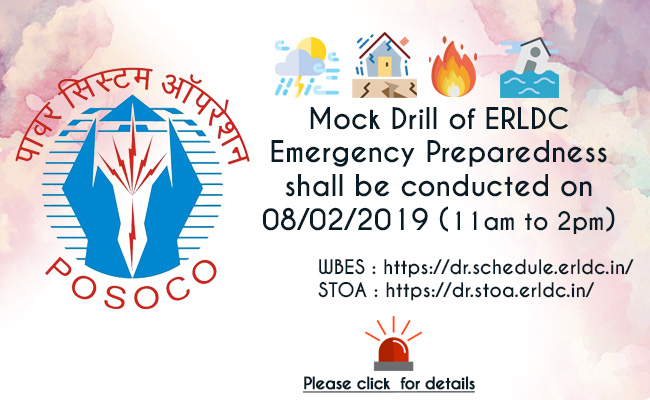 पावर सिस्टम ऑपरेशन
POSOCO
Mock Drill of ERLDC
Emergency Preparedness
shall be conducted on
08/02/2019 (11am to 2pm)
WBES : https://dr.schedule.erldc.in/
STOA : https://dr.stoa.erldc.in/
Please click for details